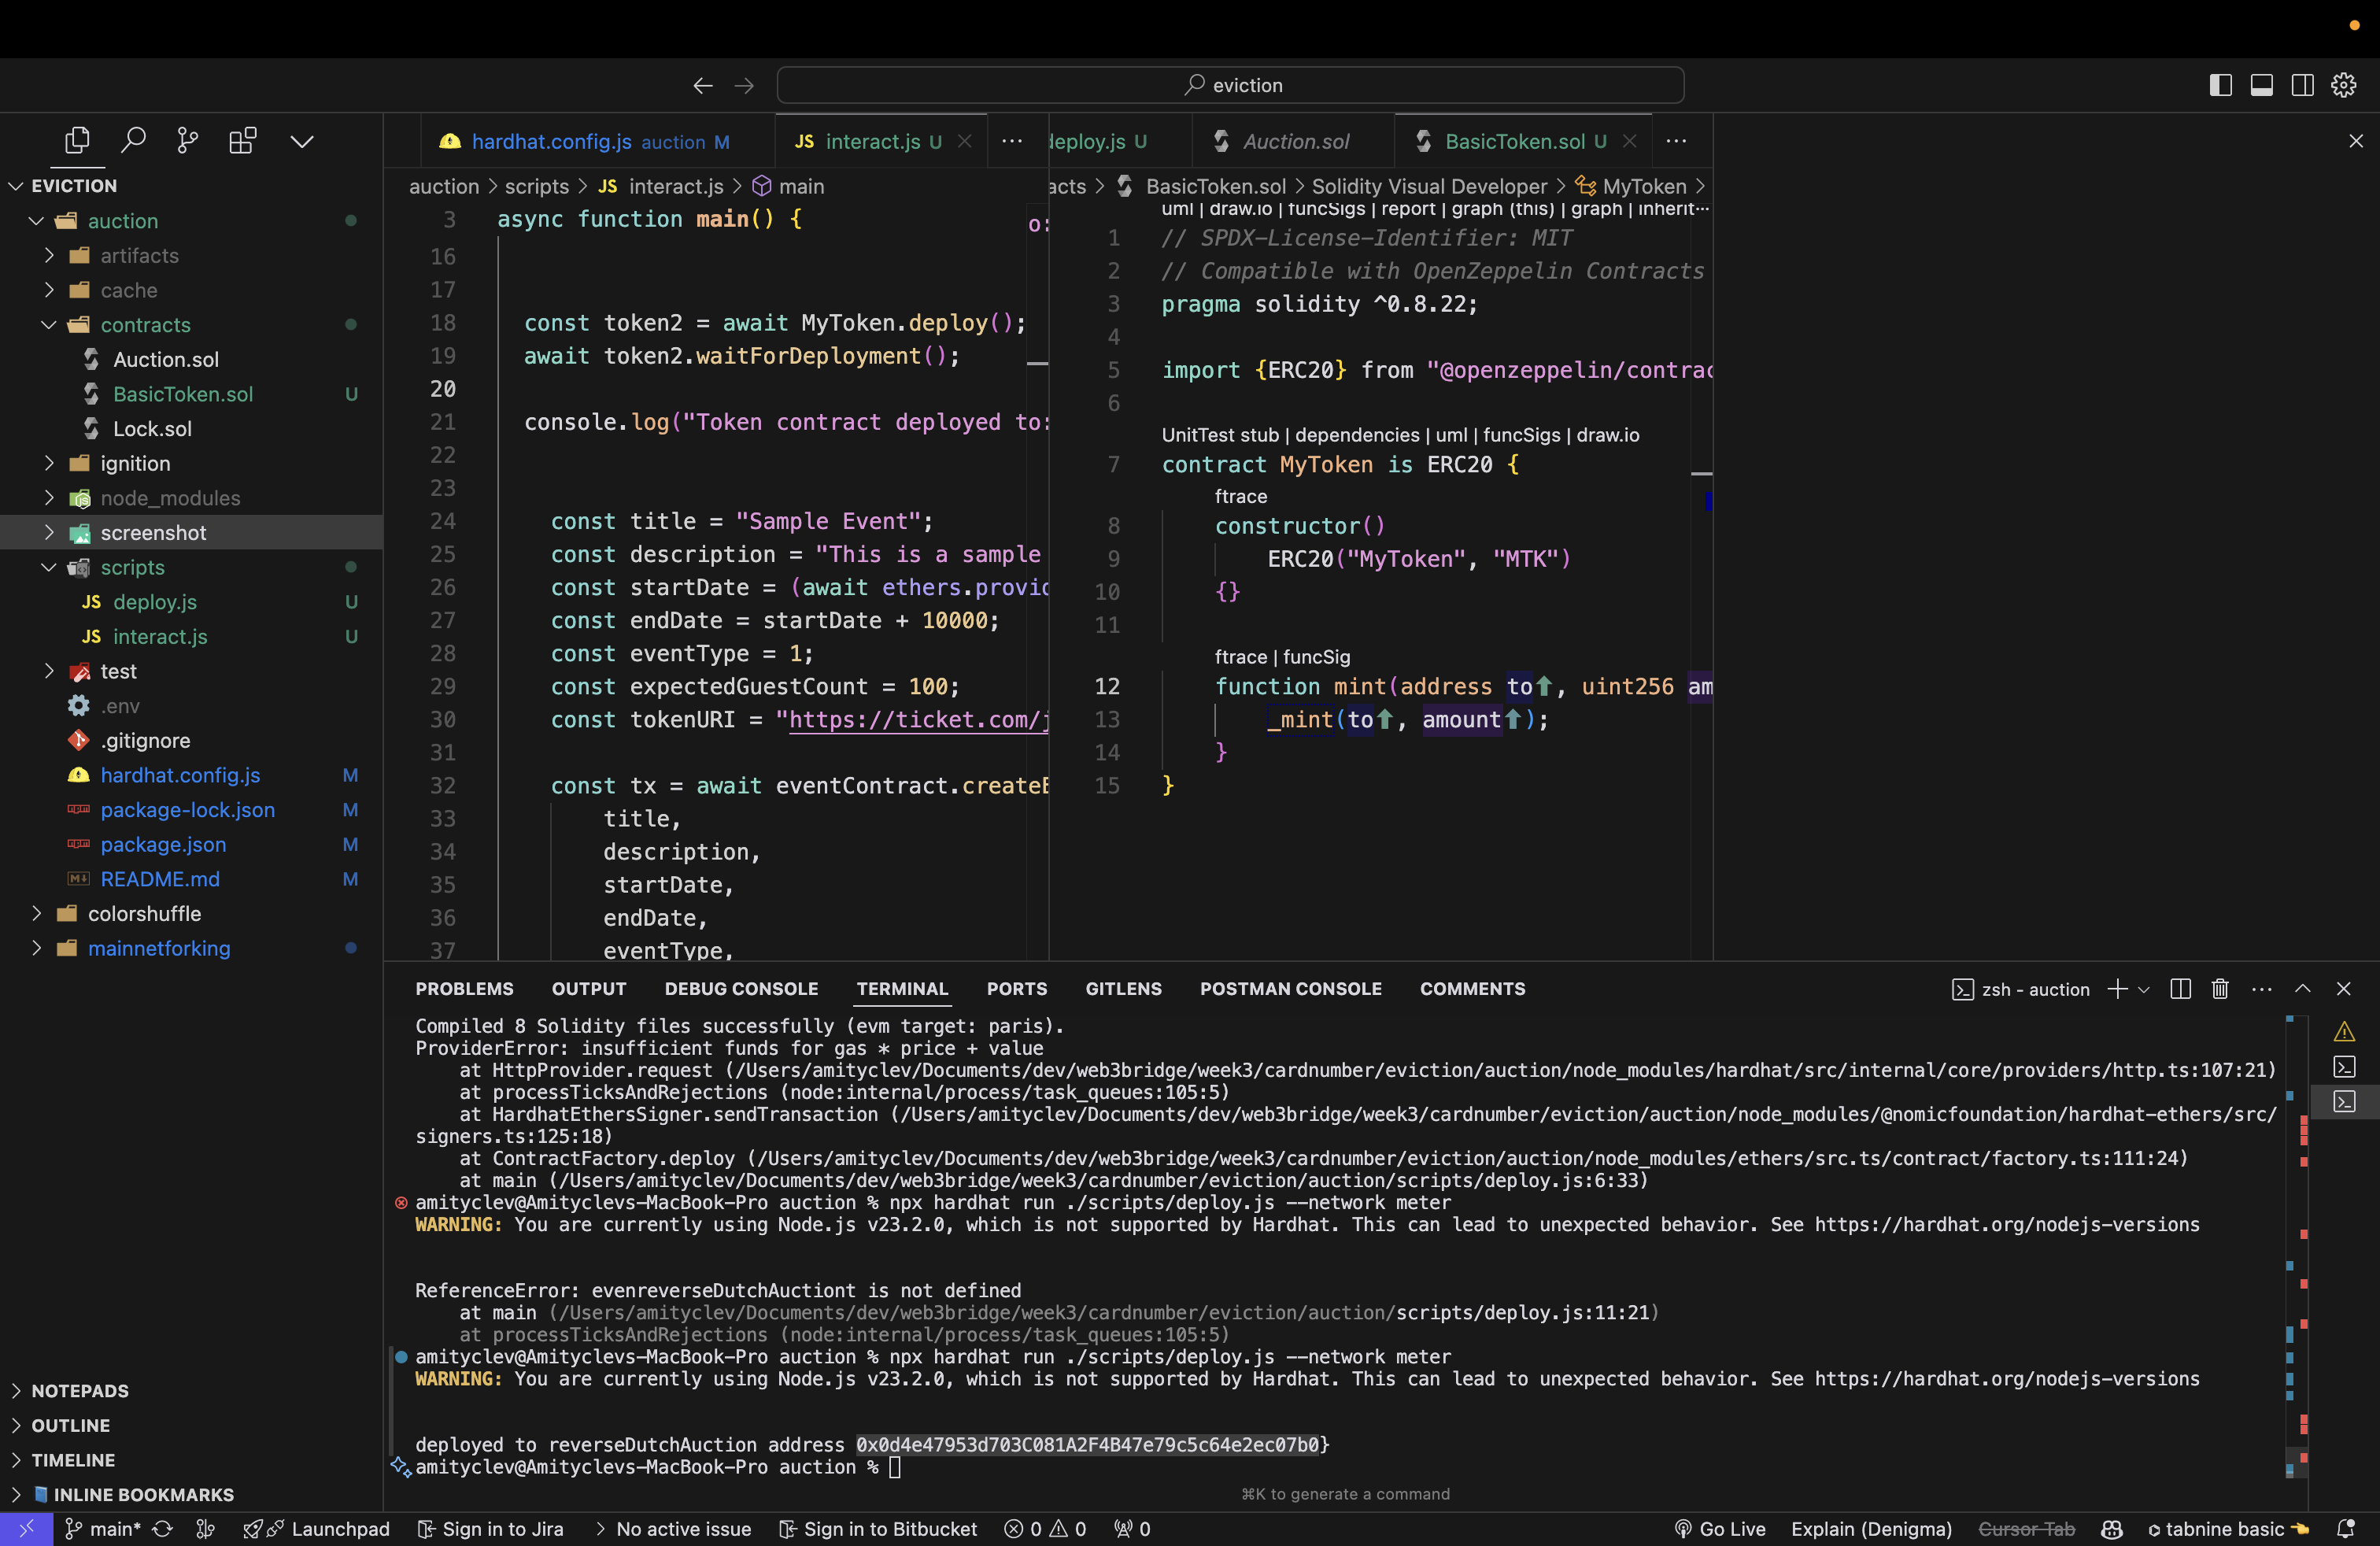 eviction
EVICTION
auction
artifacts
cache
contracts
Auction.sol
BasicToken.sol U
Lock.sol
ignition
node_modules
screenshot
scripts
JS deploy.js U
JS interact.js U
test
.env
.gitignore
hardhat.config.js M
package-lock.json M
package.json M
README.md M
colorshuffle
mainnetforking
NOTEPADS
OUTLINE
TIMELINE
INLINE BOOKMARKS
hardhat.config.js auction M
JS interact.js U
auction > scripts > JS interact.js > main
3 async function main() {
16
17
18 const token2 = await MyToken.deploy();
19 await token2.waitForDeployment();
20
21 console.log("Token contract deployed to:
22
23
24 const title = "Sample Event";
25 const description = "This is a sample
26 const startDate = (await ethers.provid
27 const endDate = startDate + 10000;
28 const eventType = 1;
29 const expectedGuestCount = 100;
30 const tokenURI = "https://ticket.com/j
31
32 const tx = await eventContract.createE
33 title,
34 description,
35 startDate,
36 endDate,
37 eventType,
deploy.js U
Auction.sol
BasicToken.sol U
acts > BasicToken.sol > Solidity Visual Developer > MyToken >
uml | draw.io | funcSigs | report | graph (this) | graph | inherit···
1 // SPDX-License-Identifier: MIT
2 // Compatible with OpenZeppelin Contracts
3 pragma solidity ^0.8.22;
4
5 import {ERC20} from "@openzeppelin/contrac
6
UnitTest stub | dependencies | uml | funcSigs | draw.io
7 contract MyToken is ERC20 {
ftrace
8 constructor()
9 ERC20("MyToken", "MTK")
10 {}
11
ftrace | funcSig
12 function mint(address to⬆, uint256 am
13 _mint(to⬆, amount⬆);
14 }
15 }
PROBLEMS OUTPUT DEBUG CONSOLE TERMINAL PORTS GITLENS POSTMAN CONSOLE COMMENTS
zsh - auction
Compiled 8 Solidity files successfully (evm target: paris).
ProviderError: insufficient funds for gas * price + value
at HttpProvider.request (/Users/amityclev/Documents/dev/web3bridge/week3/cardnumber/eviction/auction/node_modules/hardhat/src/internal/core/providers/http.ts:107:21)
at processTicksAndRejections (node:internal/process/task_queues:105:5)
at HardhatEthersSigner.sendTransaction (/Users/amityclev/Documents/dev/web3bridge/week3/cardnumber/eviction/auction/node_modules/@nomicfoundation/hardhat-ethers/src/
signers.ts:125:18)
at ContractFactory.deploy (/Users/amityclev/Documents/dev/web3bridge/week3/cardnumber/eviction/auction/node_modules/ethers/src.ts/contract/factory.ts:111:24)
at main (/Users/amityclev/Documents/dev/web3bridge/week3/cardnumber/eviction/auction/scripts/deploy.js:6:33)
amityclev@Amityclevs-MacBook-Pro auction % npx hardhat run ./scripts/deploy.js --network meter
WARNING: You are currently using Node.js v23.2.0, which is not supported by Hardhat. This can lead to unexpected behavior. See https://hardhat.org/nodejs-versions
ReferenceError: evenreverseDutchAuctiont is not defined
at main (/Users/amityclev/Documents/dev/web3bridge/week3/cardnumber/eviction/auction/scripts/deploy.js:11:21)
at processTicksAndRejections (node:internal/process/task_queues:105:5)
amityclev@Amityclevs-MacBook-Pro auction % npx hardhat run ./scripts/deploy.js --network meter
WARNING: You are currently using Node.js v23.2.0, which is not supported by Hardhat. This can lead to unexpected behavior. See https://hardhat.org/nodejs-versions
deployed to reverseDutchAuction address 0x0d4e47953d703C081A2F4B47e79c5c64e2ec07b0}
amityclev@Amityclevs-MacBook-Pro auction %
⌘K to generate a command
main* Launchpad Sign in to Jira > No active issue Sign in to Bitbucket 0 0 0 Go Live Explain (Denigma) Cursor Tab tabnine basic